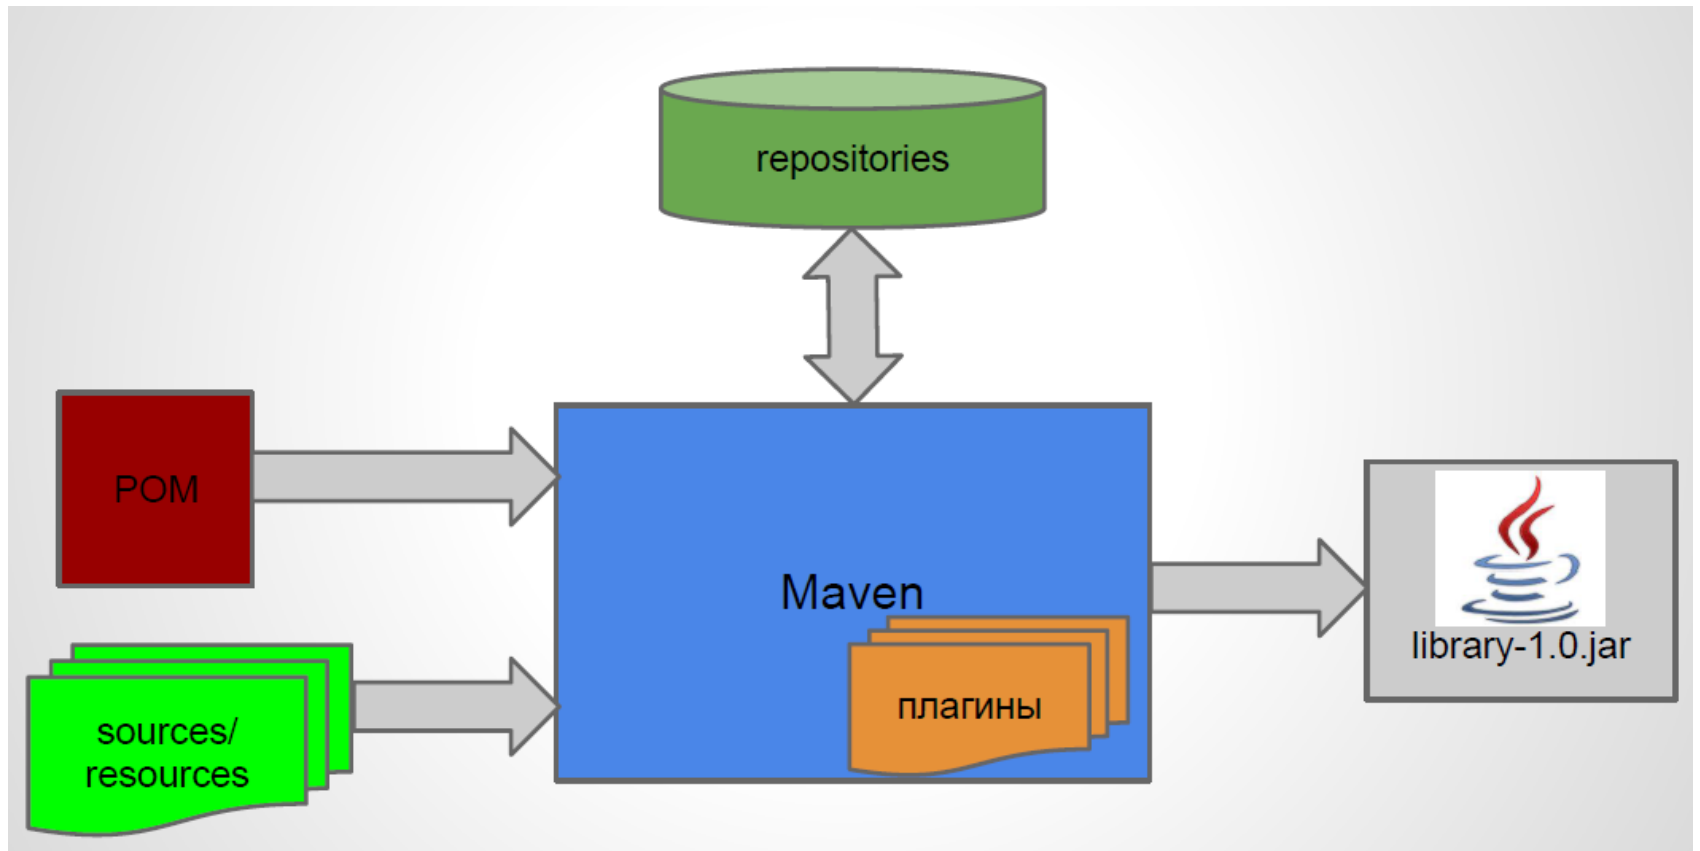 repositories
POM
Maven
library-1.0.jar
плагины
sources/
resources